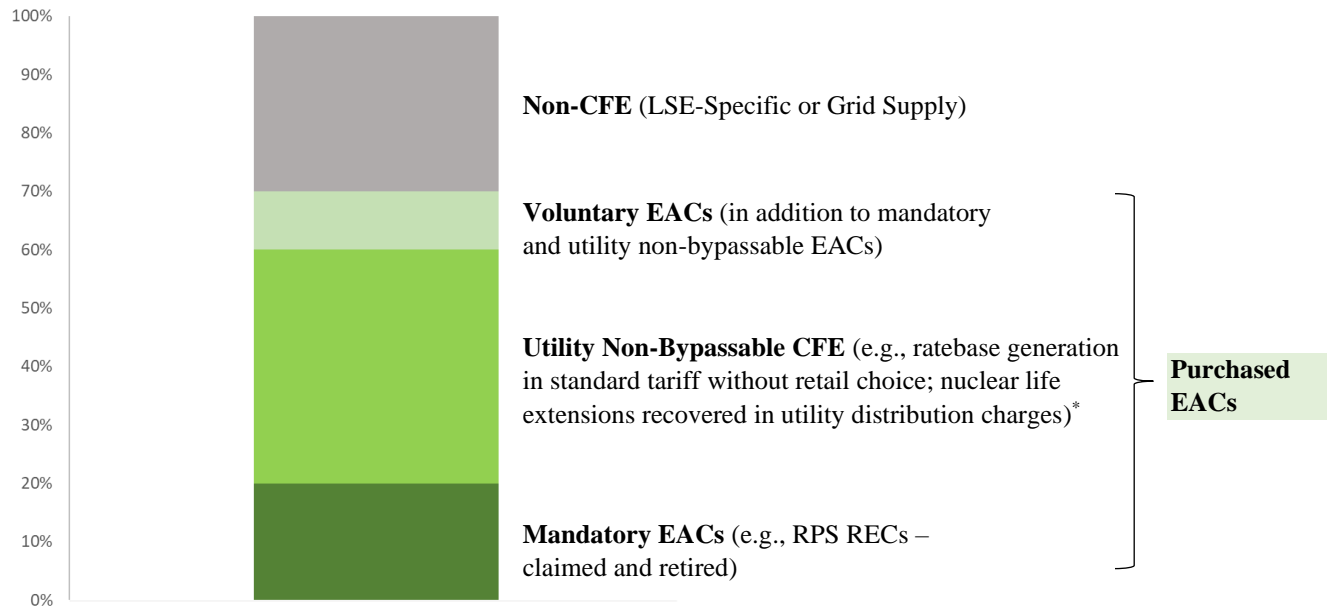 100%
90%
80%
70%
60%
50%
40%
30%
20%
10%
0%
Non-CFE (LSE-Specific or Grid Supply)
Voluntary EACs (in addition to mandatory
and utility non-bypassable EACs)
Utility Non-Bypassable CFE (e.g., ratebase generation
in standard tariff without retail choice; nuclear life
extensions recovered in utility distribution charges)*
Mandatory EACs (e.g., RPS RECs –
claimed and retired)
Purchased
EACs